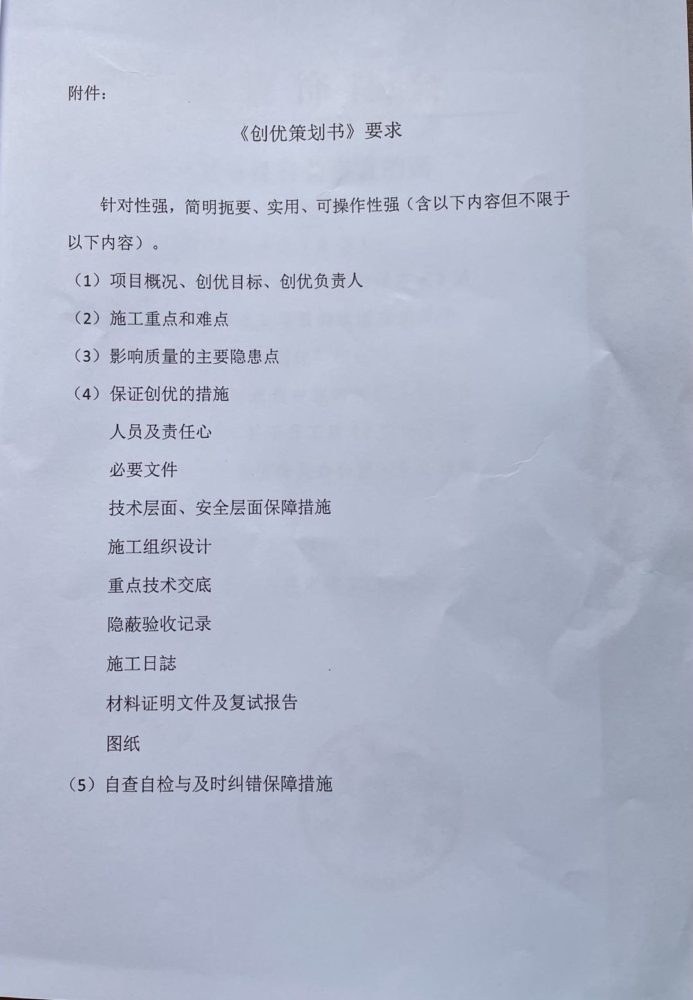 附件：
《创优策划书》要求
针对性强，简明扼要、实用、可操作性强（含以下内容但不限于
以下内容）。
（1）项目概况、创优目标、创优负责人
（2）施工重点和难点
（3）影响质量的主要隐患点
（4）保证创优的措施
人员及责任心
必要文件
技术层面、安全层面保障措施
施工组织设计
重点技术交底
隐蔽验收记录
施工日誌
材料证明文件及复试报告
图纸
（5）自查自检与及时纠错保障措施